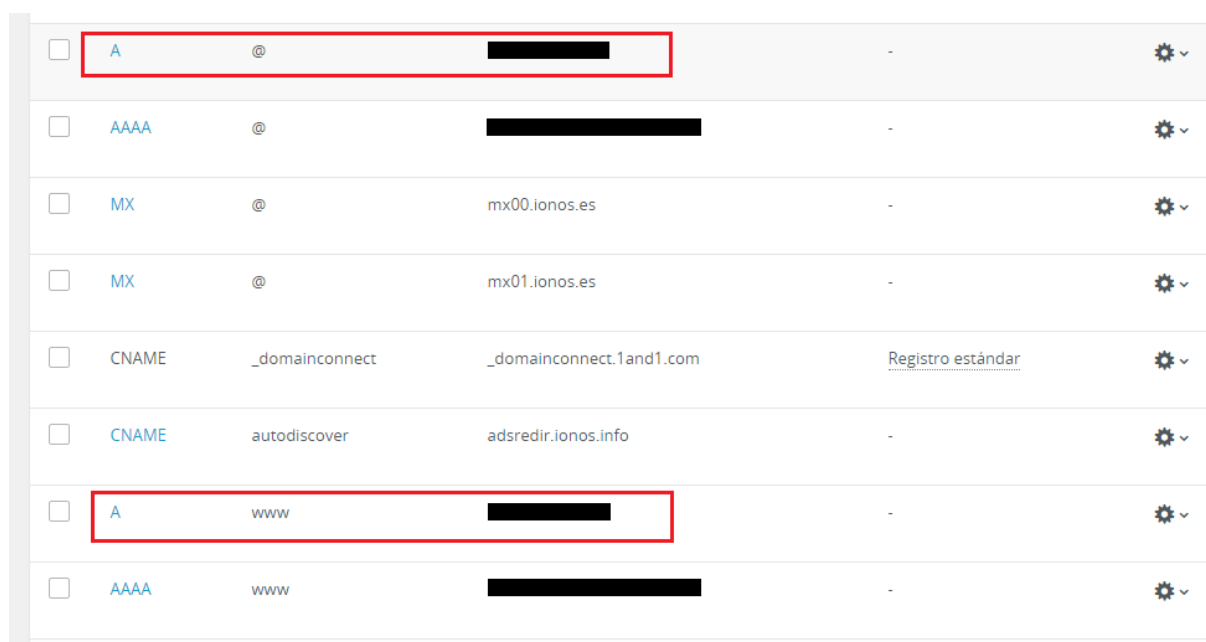 A @ -
AAAA @ -
MX @ mx00.ionos.es -
MX @ mx01.ionos.es -
CNAME _domainconnect _domainconnect.1and1.com Registro estándar
CNAME autodiscover adsredir.ionos.info -
A www -
AAAA www -